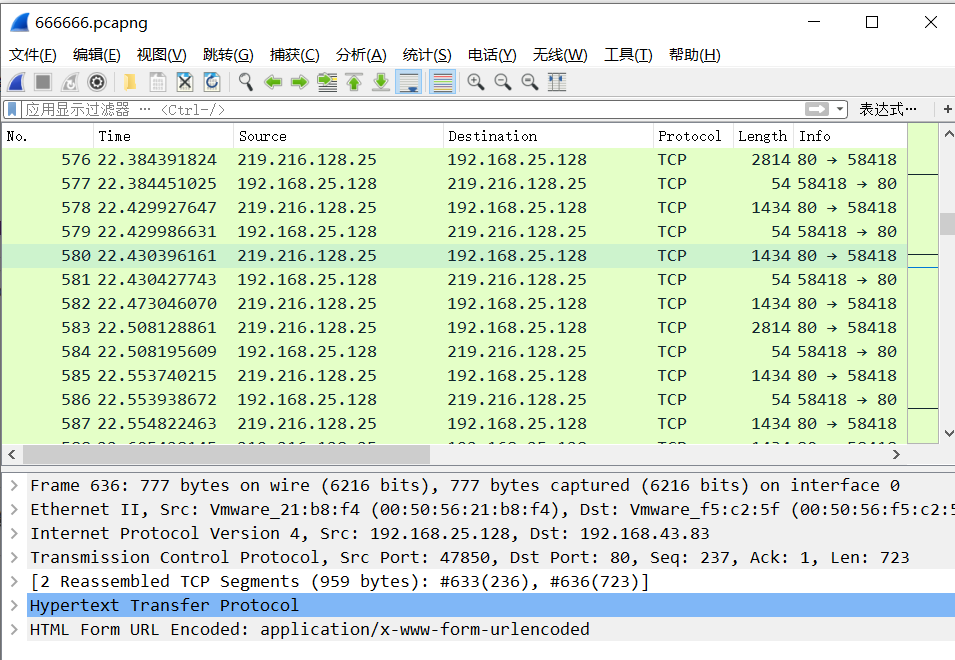 666666.pcapng
文件(F) 编辑(E) 视图(V) 跳转(G) 捕获(C) 分析(A) 统计(S) 电话(Y) 无线(W) 工具(T) 帮助(H)
应用显示过滤器 … <Ctrl-/> 表达式… +
No. Time Source Destination Protocol Length Info
576 22.384391824 219.216.128.25 192.168.25.128 TCP 2814 80 → 58418
577 22.384451025 192.168.25.128 219.216.128.25 TCP 54 58418 → 80
578 22.429927647 219.216.128.25 192.168.25.128 TCP 1434 80 → 58418
579 22.429986631 192.168.25.128 219.216.128.25 TCP 54 58418 → 80
580 22.430396161 219.216.128.25 192.168.25.128 TCP 1434 80 → 58418
581 22.430427743 192.168.25.128 219.216.128.25 TCP 54 58418 → 80
582 22.473046070 219.216.128.25 192.168.25.128 TCP 1434 80 → 58418
583 22.508128861 219.216.128.25 192.168.25.128 TCP 2814 80 → 58418
584 22.508195609 192.168.25.128 219.216.128.25 TCP 54 58418 → 80
585 22.553740215 219.216.128.25 192.168.25.128 TCP 1434 80 → 58418
586 22.553938672 192.168.25.128 219.216.128.25 TCP 54 58418 → 80
587 22.554822463 219.216.128.25 192.168.25.128 TCP 1434 80 → 58418
Frame 636: 777 bytes on wire (6216 bits), 777 bytes captured (6216 bits) on interface 0
Ethernet II, Src: Vmware_21:b8:f4 (00:50:56:21:b8:f4), Dst: Vmware_f5:c2:5f (00:50:56:f5:c2:5
Internet Protocol Version 4, Src: 192.168.25.128, Dst: 192.168.43.83
Transmission Control Protocol, Src Port: 47850, Dst Port: 80, Seq: 237, Ack: 1, Len: 723
[2 Reassembled TCP Segments (959 bytes): #633(236), #636(723)]
Hypertext Transfer Protocol
HTML Form URL Encoded: application/x-www-form-urlencoded